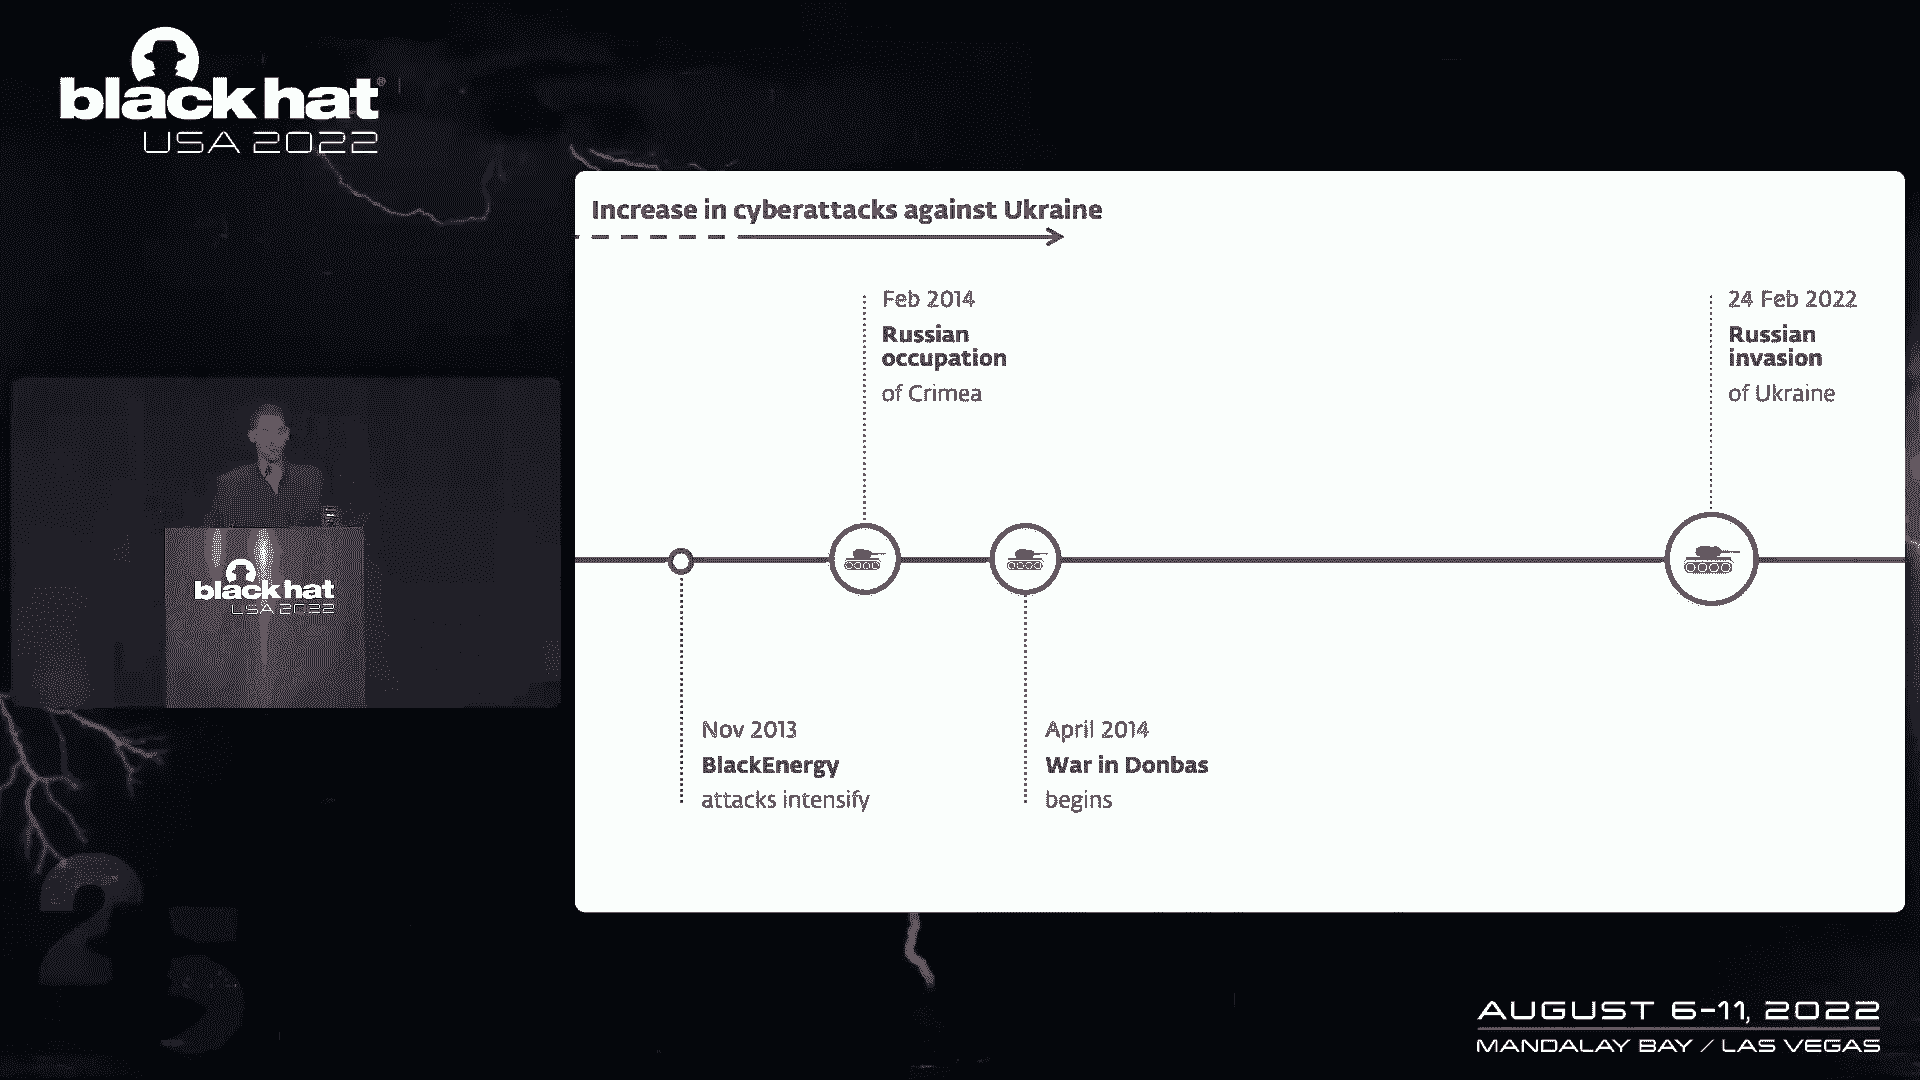 black hat®
USA 2022
Increase in cyberattacks against Ukraine
Feb 2014
Russian
occupation
of Crimea
24 Feb 2022
Russian
invasion
of Ukraine
Nov 2013
BlackEnergy
attacks intensify
April 2014
War in Donbas
begins
black hat
USA 2022
25
AUGUST 6-11, 2022
MANDALAY BAY / LAS VEGAS